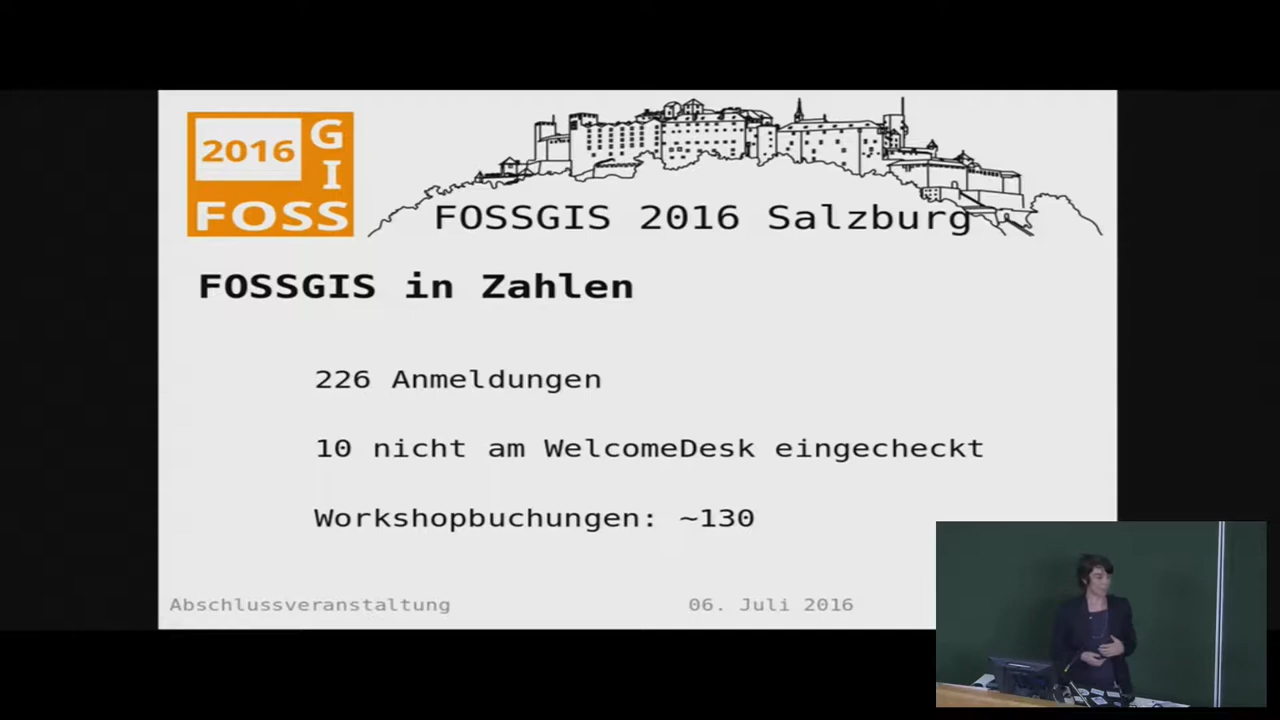 2016
G
I
FOSS
FOSSGIS 2016 Salzburg
FOSSGIS in Zahlen
226 Anmeldungen
10 nicht am WelcomeDesk eingecheckt
Workshopbuchungen: ~130
Abschlussveranstaltung
06. Juli 2016